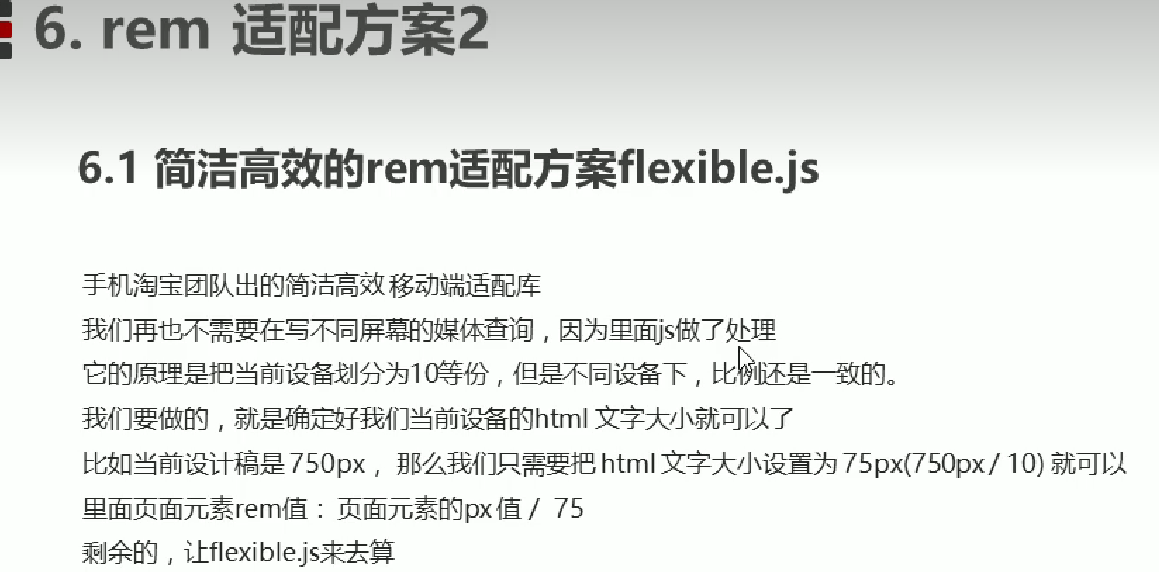 6. rem 适配方案2
6.1 简洁高效的rem适配方案flexible.js
手机淘宝团队出的简洁高效 移动端适配库
我们再也不需要在写不同屏幕的媒体查询，因为里面js做了处理
它的原理是把当前设备划分为10等份，但是不同设备下，比例还是一致的。
我们要做的，就是确定好我们当前设备的html 文字大小就可以了
比如当前设计稿是 750px， 那么我们只需要把 html 文字大小设置为 75px(750px / 10) 就可以
里面页面元素rem值： 页面元素的px 值 / 75
剩余的，让flexible.js来去算